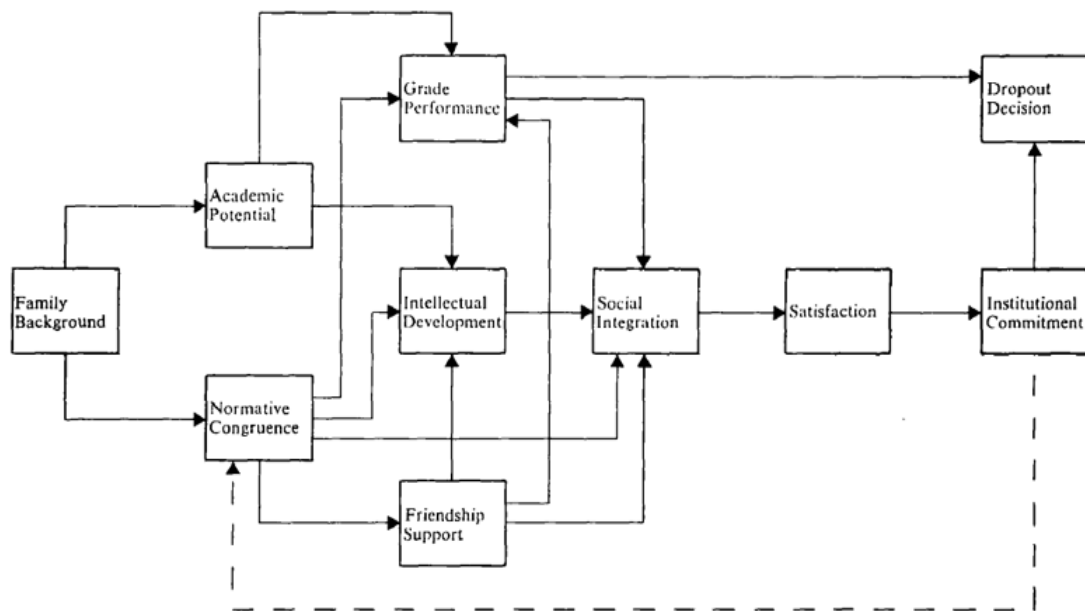 Grade
Performance
Dropout
Decision
Academic
Potential
Family
Background
Intellectual
Development
Social
Integration
Satisfaction
Institutional
Commitment
Normative
Congruence
Friendship
Support